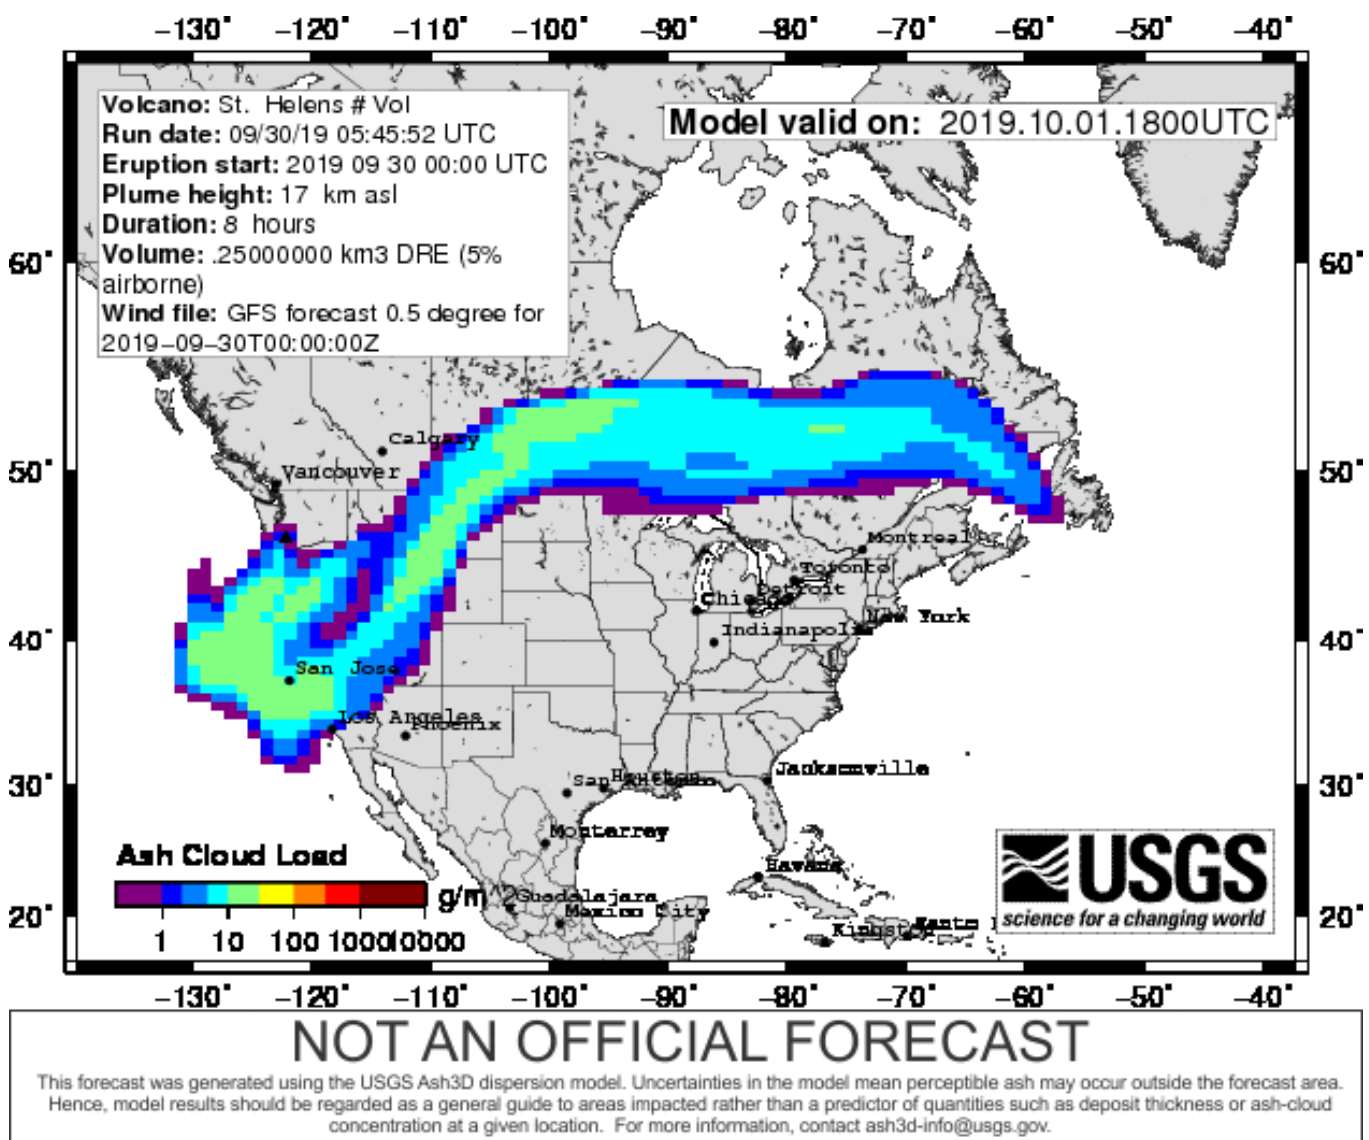 −130° −120° −110° −100° −90° −80° −70° −60° −50° −40°
Volcano: St. Helens # Vol
Run date: 09/30/19 05:45:52 UTC
Eruption start: 2019 09 30 00:00 UTC
Plume height: 17 km asl
Duration: 8 hours
Volume: .25000000 km3 DRE (5%
airborne)
Wind file: GFS forecast 0.5 degree for
2019−09−30T00:00:00Z
Model valid on: 2019.10.01.1800UTC
60° 60°
Calgary
50° Vancouver 50°
Montreal
Toronto
Detroit
Chicago
New York
Indianapolis
40° 40°
San Jose
Los Angeles
Phoenix
Jacksonville
San Antonio
Houston
30° 30°
Monterrey
Havana
Guadalajara
Mexico City
20° 20°
Kingston
Santo
Ash Cloud Load
g/m^2
1 10 100 1000 10000
USGS
science for a changing world
−130° −120° −110° −100° −90° −80° −70° −60° −50° −40°
NOT AN OFFICIAL FORECAST
This forecast was generated using the USGS Ash3D dispersion model. Uncertainties in the model mean perceptible ash may occur outside the forecast area.
Hence, model results should be regarded as a general guide to areas impacted rather than a predictor of quantities such as deposit thickness or ash-cloud
concentration at a given location. For more information, contact ash3d-info@usgs.gov.